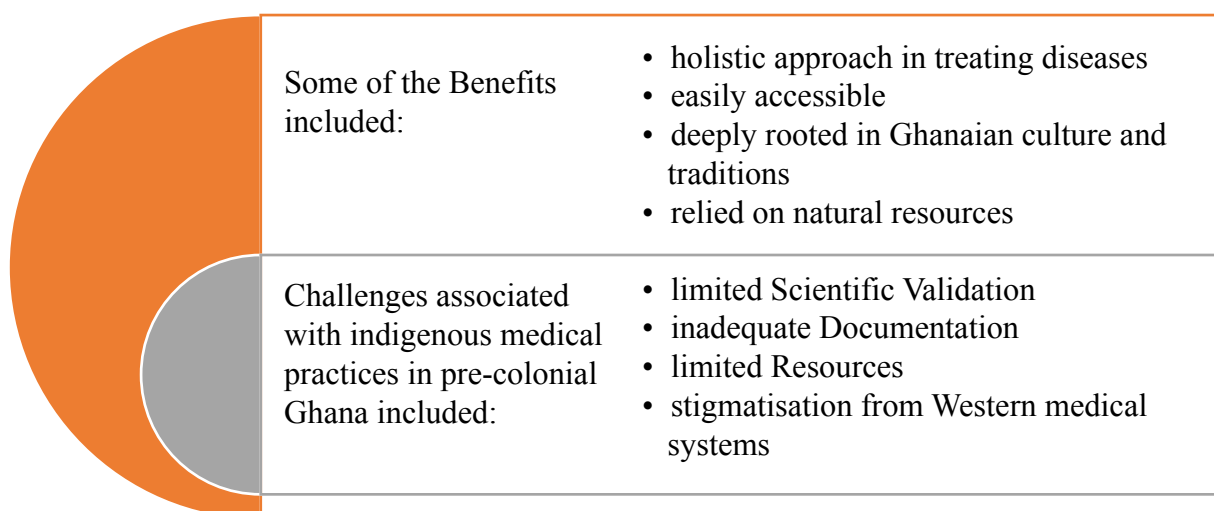 Some of the Benefits
included:
• holistic approach in treating diseases
• easily accessible
• deeply rooted in Ghanaian culture and
traditions
• relied on natural resources
Challenges associated
with indigenous medical
practices in pre-colonial
Ghana included:
• limited Scientific Validation
• inadequate Documentation
• limited Resources
• stigmatisation from Western medical
systems